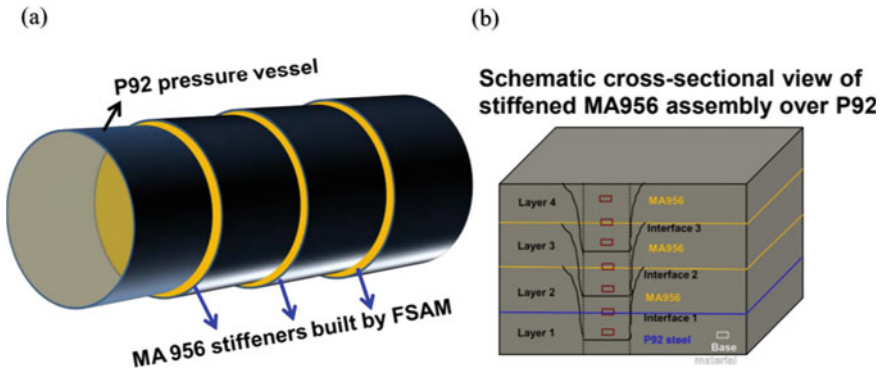 (a)
P92 pressure vessel
MA 956 stiffeners built by FSAM
(b)
Schematic cross-sectional view of
stiffened MA956 assembly over P92
Layer 4
MA956
Interface 3
Layer 3
MA956
Interface 2
Layer 2
MA956
Interface 1
Layer 1
P92 steel
Base
material